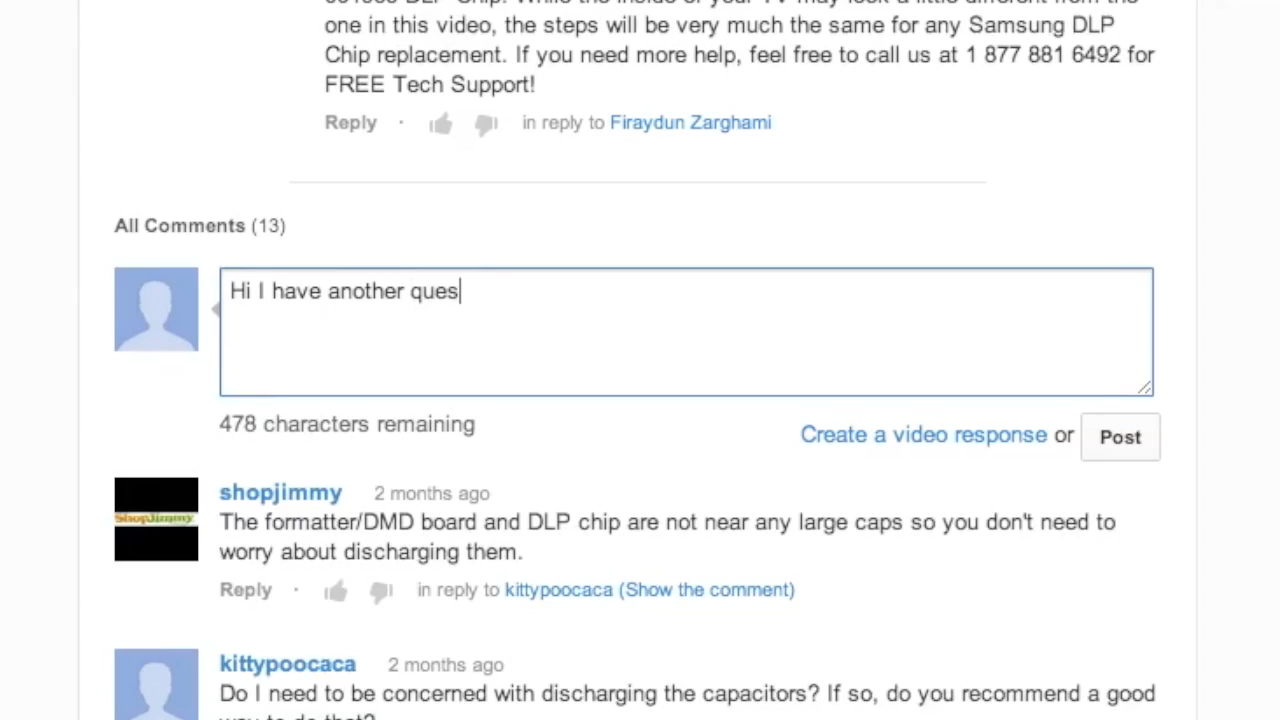 one in this video, the steps will be very much the same for any Samsung DLP
Chip replacement. If you need more help, feel free to call us at 1 877 881 6492 for
FREE Tech Support!
Reply · in reply to Firaydun Zarghami
All Comments (13)
Hi I have another ques
478 characters remaining
Create a video response or Post
shopjimmy 2 months ago
ShopJimmy
The formatter/DMD board and DLP chip are not near any large caps so you don't need to
worry about discharging them.
Reply · in reply to kittypoocaca (Show the comment)
kittypoocaca 2 months ago
Do I need to be concerned with discharging the capacitors? If so, do you recommend a good
way to do that?